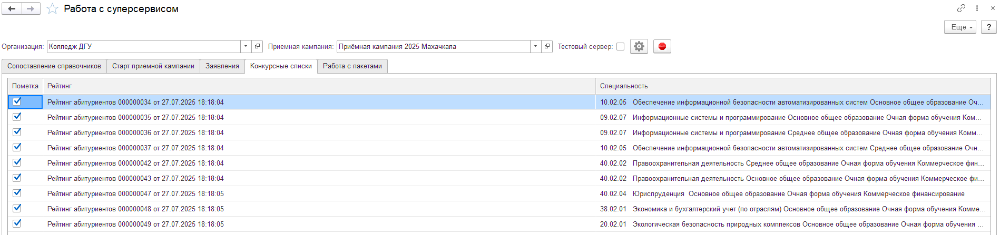 Работа с суперсервисом
Еще ?
Организация: Колледж ДГУ Приемная кампания: Приёмная кампания 2025 Махачкала Тестовый сервер:
Сопоставление справочников Старт приемной кампании Заявления Конкурсные списки Работа с пакетами
Пометка Рейтинг Специальность
Рейтинг абитуриентов 000000034 от 27.07.2025 18:18:04 10.02.05 Обеспечение информационной безопасности автоматизированных систем Основное общее образование Оч...
Рейтинг абитуриентов 000000035 от 27.07.2025 18:18:04 09.02.07 Информационные системы и программирование Основное общее образование Очная форма обучения Ком...
Рейтинг абитуриентов 000000036 от 27.07.2025 18:18:04 09.02.07 Информационные системы и программирование Среднее общее образование Очная форма обучения Комм...
Рейтинг абитуриентов 000000037 от 27.07.2025 18:18:04 10.02.05 Обеспечение информационной безопасности автоматизированных систем Среднее общее образование Очн...
Рейтинг абитуриентов 000000042 от 27.07.2025 18:18:04 40.02.02 Правоохранительная деятельность Среднее общее образование Очная форма обучения Коммерческое фин...
Рейтинг абитуриентов 000000043 от 27.07.2025 18:18:04 40.02.02 Правоохранительная деятельность Основное общее образование Очная форма обучения Коммерческое фи...
Рейтинг абитуриентов 000000047 от 27.07.2025 18:18:05 40.02.04 Юриспруденция Основное общее образование Очная форма обучения Коммерческое финансирование
Рейтинг абитуриентов 000000048 от 27.07.2025 18:18:05 38.02.01 Экономика и бухгалтерский учет (по отраслям) Основное общее образование Очная форма обучения Комме...
Рейтинг абитуриентов 000000049 от 27.07.2025 18:18:05 20.02.01 Экологическая безопасность природных комплексов Основное общее образование Очная форма обучения ...